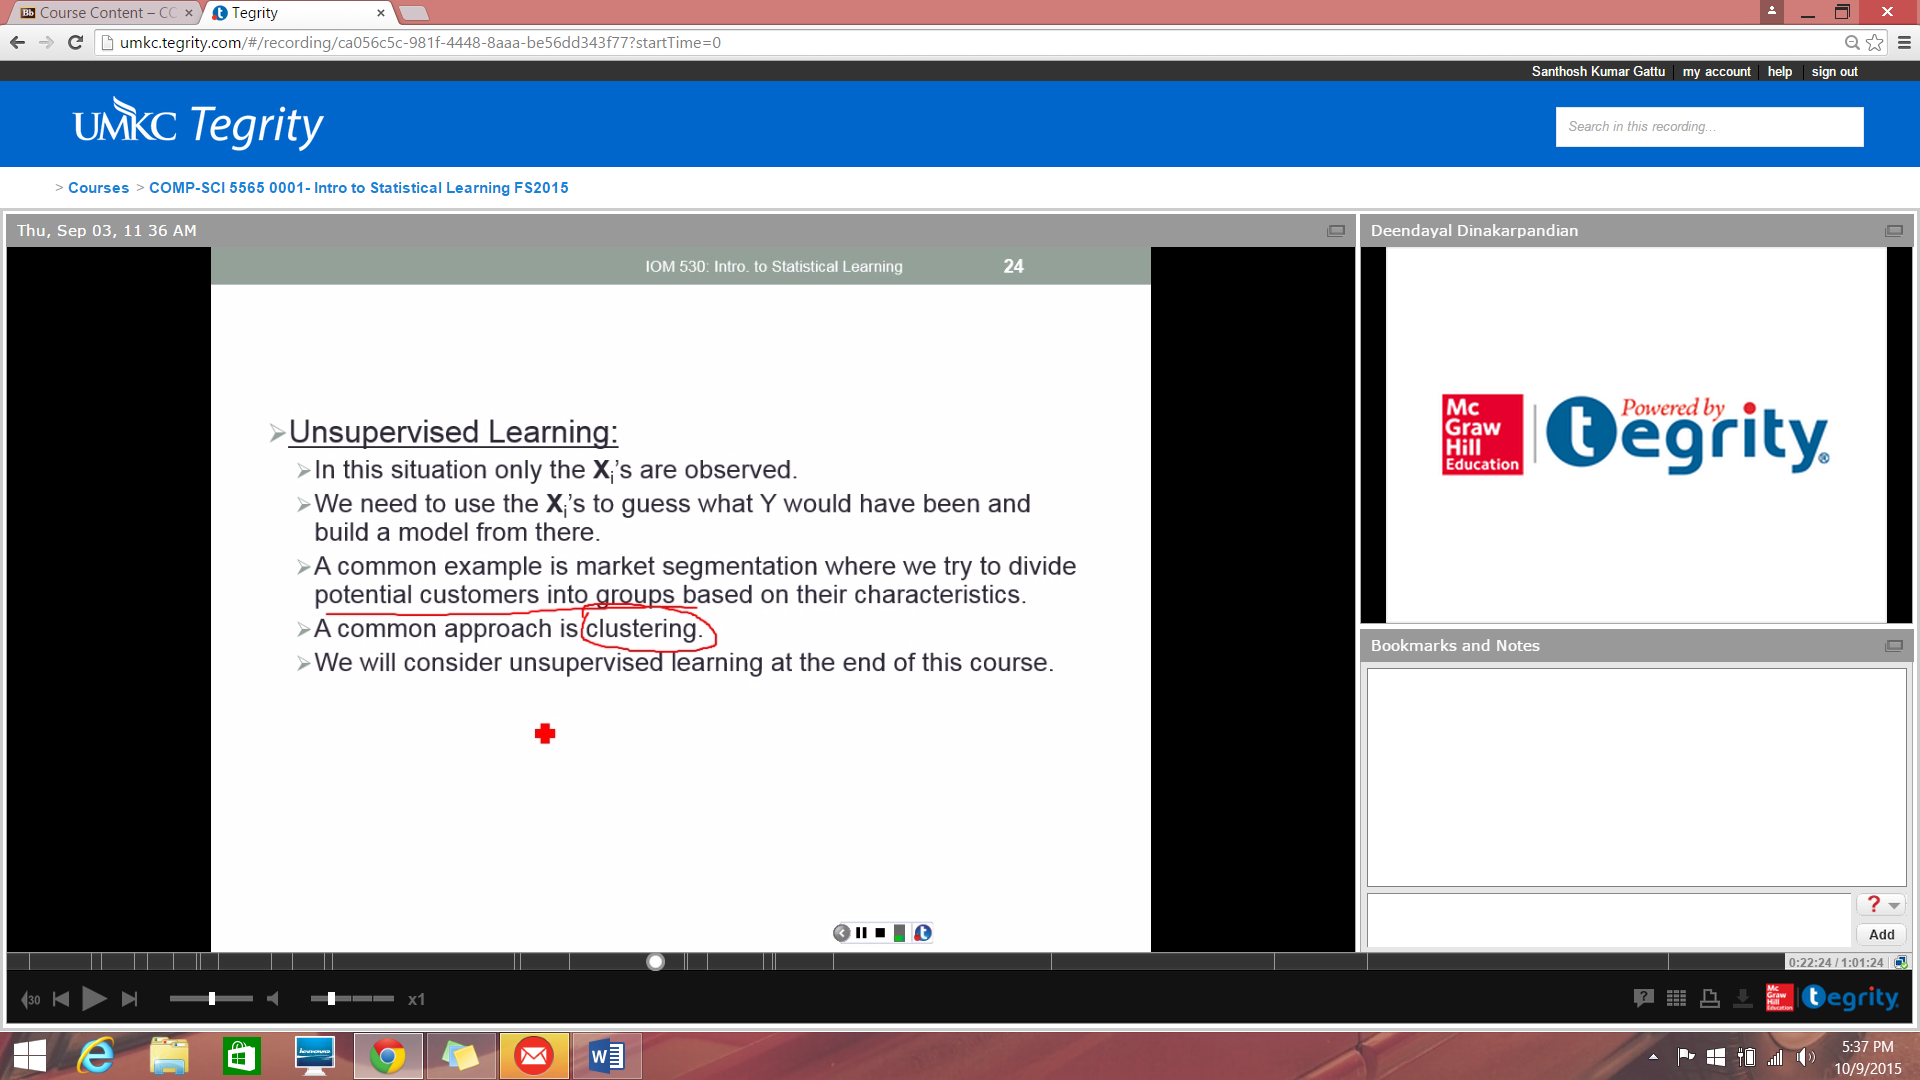 Course Content – CC
Tegrity
umkc.tegrity.com/#/recording/ca056c5c-981f-4448-8aaa-be56dd343f77?startTime=0
Santhosh Kumar Gattu | my account | help | sign out
UMKC Tegrity
Search in this recording...
> Courses > COMP-SCI 5565 0001- Intro to Statistical Learning FS2015
Thu, Sep 03, 11 36 AM
Deendayal Dinakarpandian
IOM 530: Intro. to Statistical Learning 24
Unsupervised Learning:
In this situation only the Xi's are observed.
We need to use the Xi's to guess what Y would have been and
build a model from there.
A common example is market segmentation where we try to divide
potential customers into groups based on their characteristics.
A common approach is clustering.
We will consider unsupervised learning at the end of this course.
Mc
Graw
Hill
Education
Powered by
tegrity®
Bookmarks and Notes
?
Add
0:22:24 / 1:01:24
30
x1
Mc
Graw
Hill
Education
tegrity
5:37 PM
10/9/2015